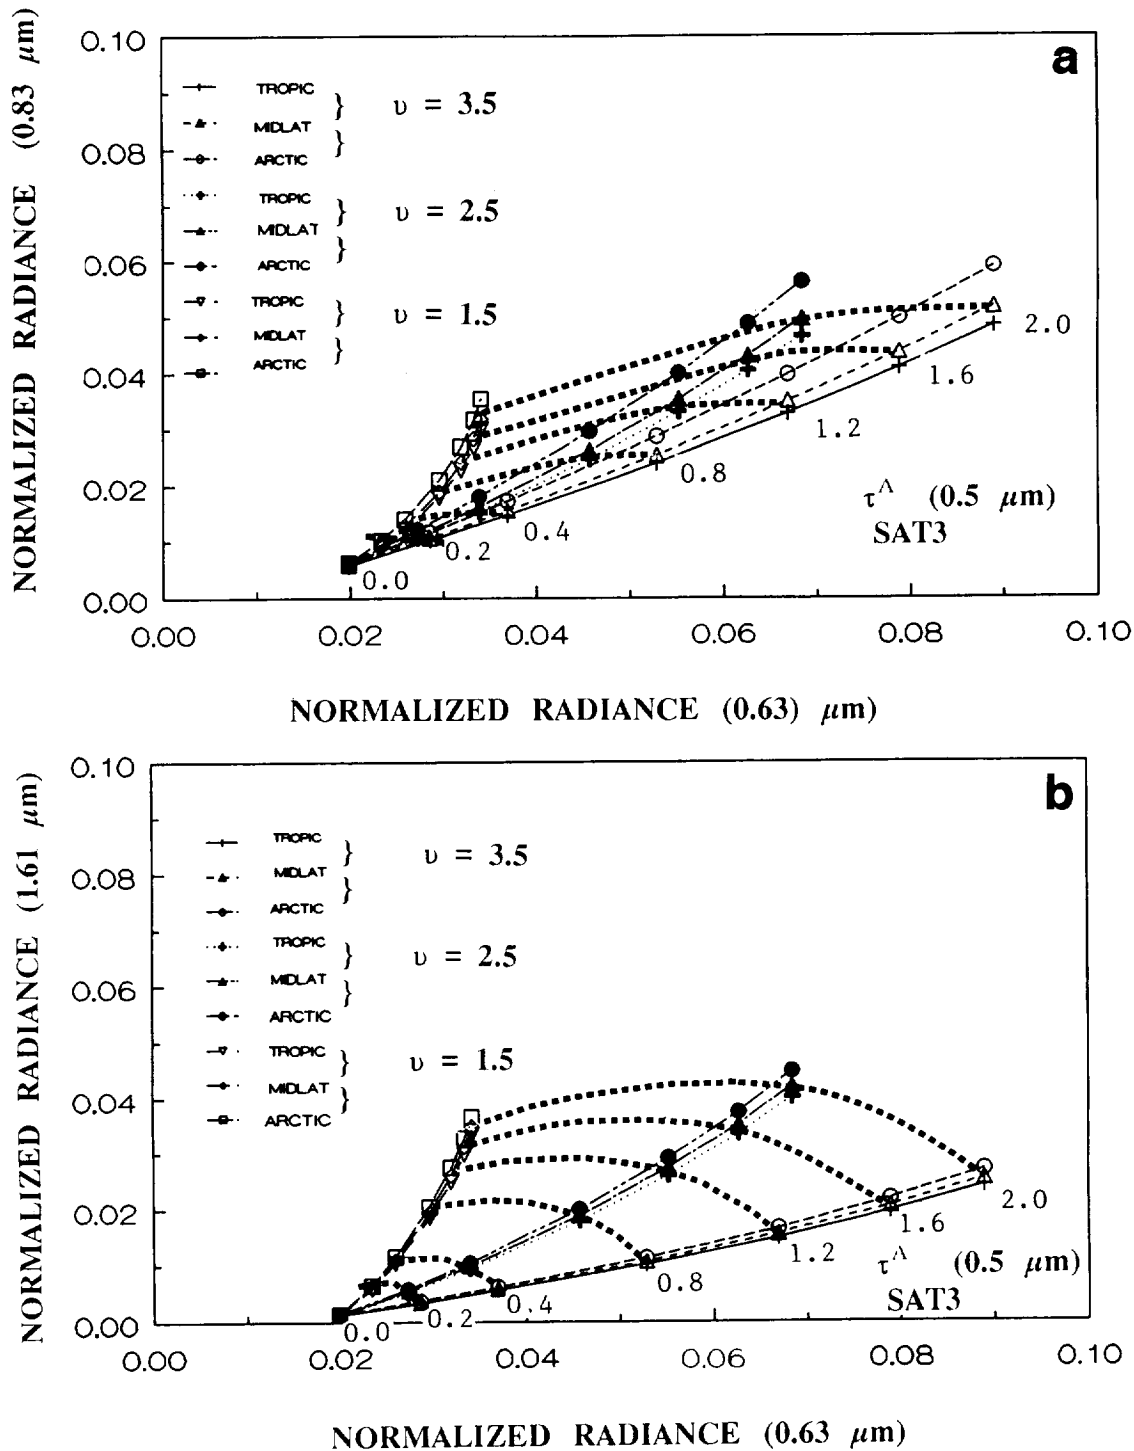 a
NORMALIZED RADIANCE (0.83 μm)
0.10
0.08
0.06
0.04
0.02
0.00
TROPIC
MIDLAT
ARCTIC
υ = 3.5
TROPIC
MIDLAT
ARCTIC
υ = 2.5
TROPIC
MIDLAT
ARCTIC
υ = 1.5
2.0
1.6
1.2
0.8
0.4
0.2
0.0
τ^Λ (0.5 μm)
SAT3
0.00 0.02 0.04 0.06 0.08 0.10
NORMALIZED RADIANCE (0.63) μm)
b
NORMALIZED RADIANCE (1.61 μm)
0.10
0.08
0.06
0.04
0.02
0.00
TROPIC
MIDLAT
ARCTIC
υ = 3.5
TROPIC
MIDLAT
ARCTIC
υ = 2.5
TROPIC
MIDLAT
ARCTIC
υ = 1.5
2.0
1.6
1.2
0.8
0.4
0.2
0.0
τ^Λ (0.5 μm)
SAT3
0.00 0.02 0.04 0.06 0.08 0.10
NORMALIZED RADIANCE (0.63 μm)